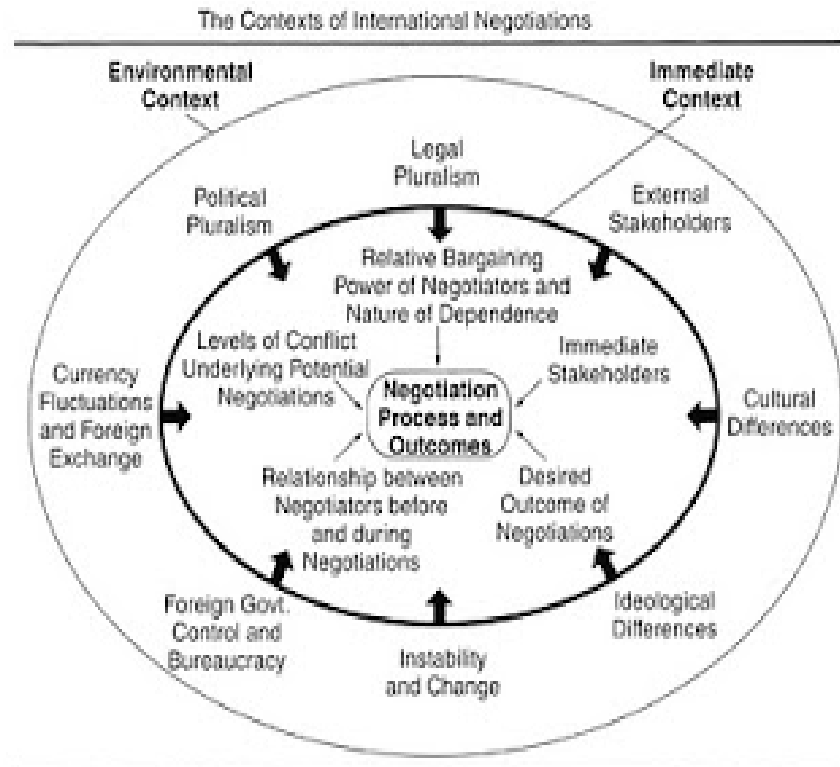 The Contexts of International Negotiations
Environmental
Context
Immediate
Context
Legal
Pluralism
Political
Pluralism
External
Stakeholders
Relative Bargaining
Power of Negotiators and
Nature of Dependence
Levels of Conflict
Underlying Potential
Negotiations
Immediate
Stakeholders
Currency
Fluctuations
and Foreign
Exchange
Negotiation
Process and
Outcomes
Cultural
Differences
Relationship between
Negotiators before
and during
Negotiations
Desired
Outcome of
Negotiations
Foreign Govt.
Control and
Bureaucracy
Instability
and Change
Ideological
Differences